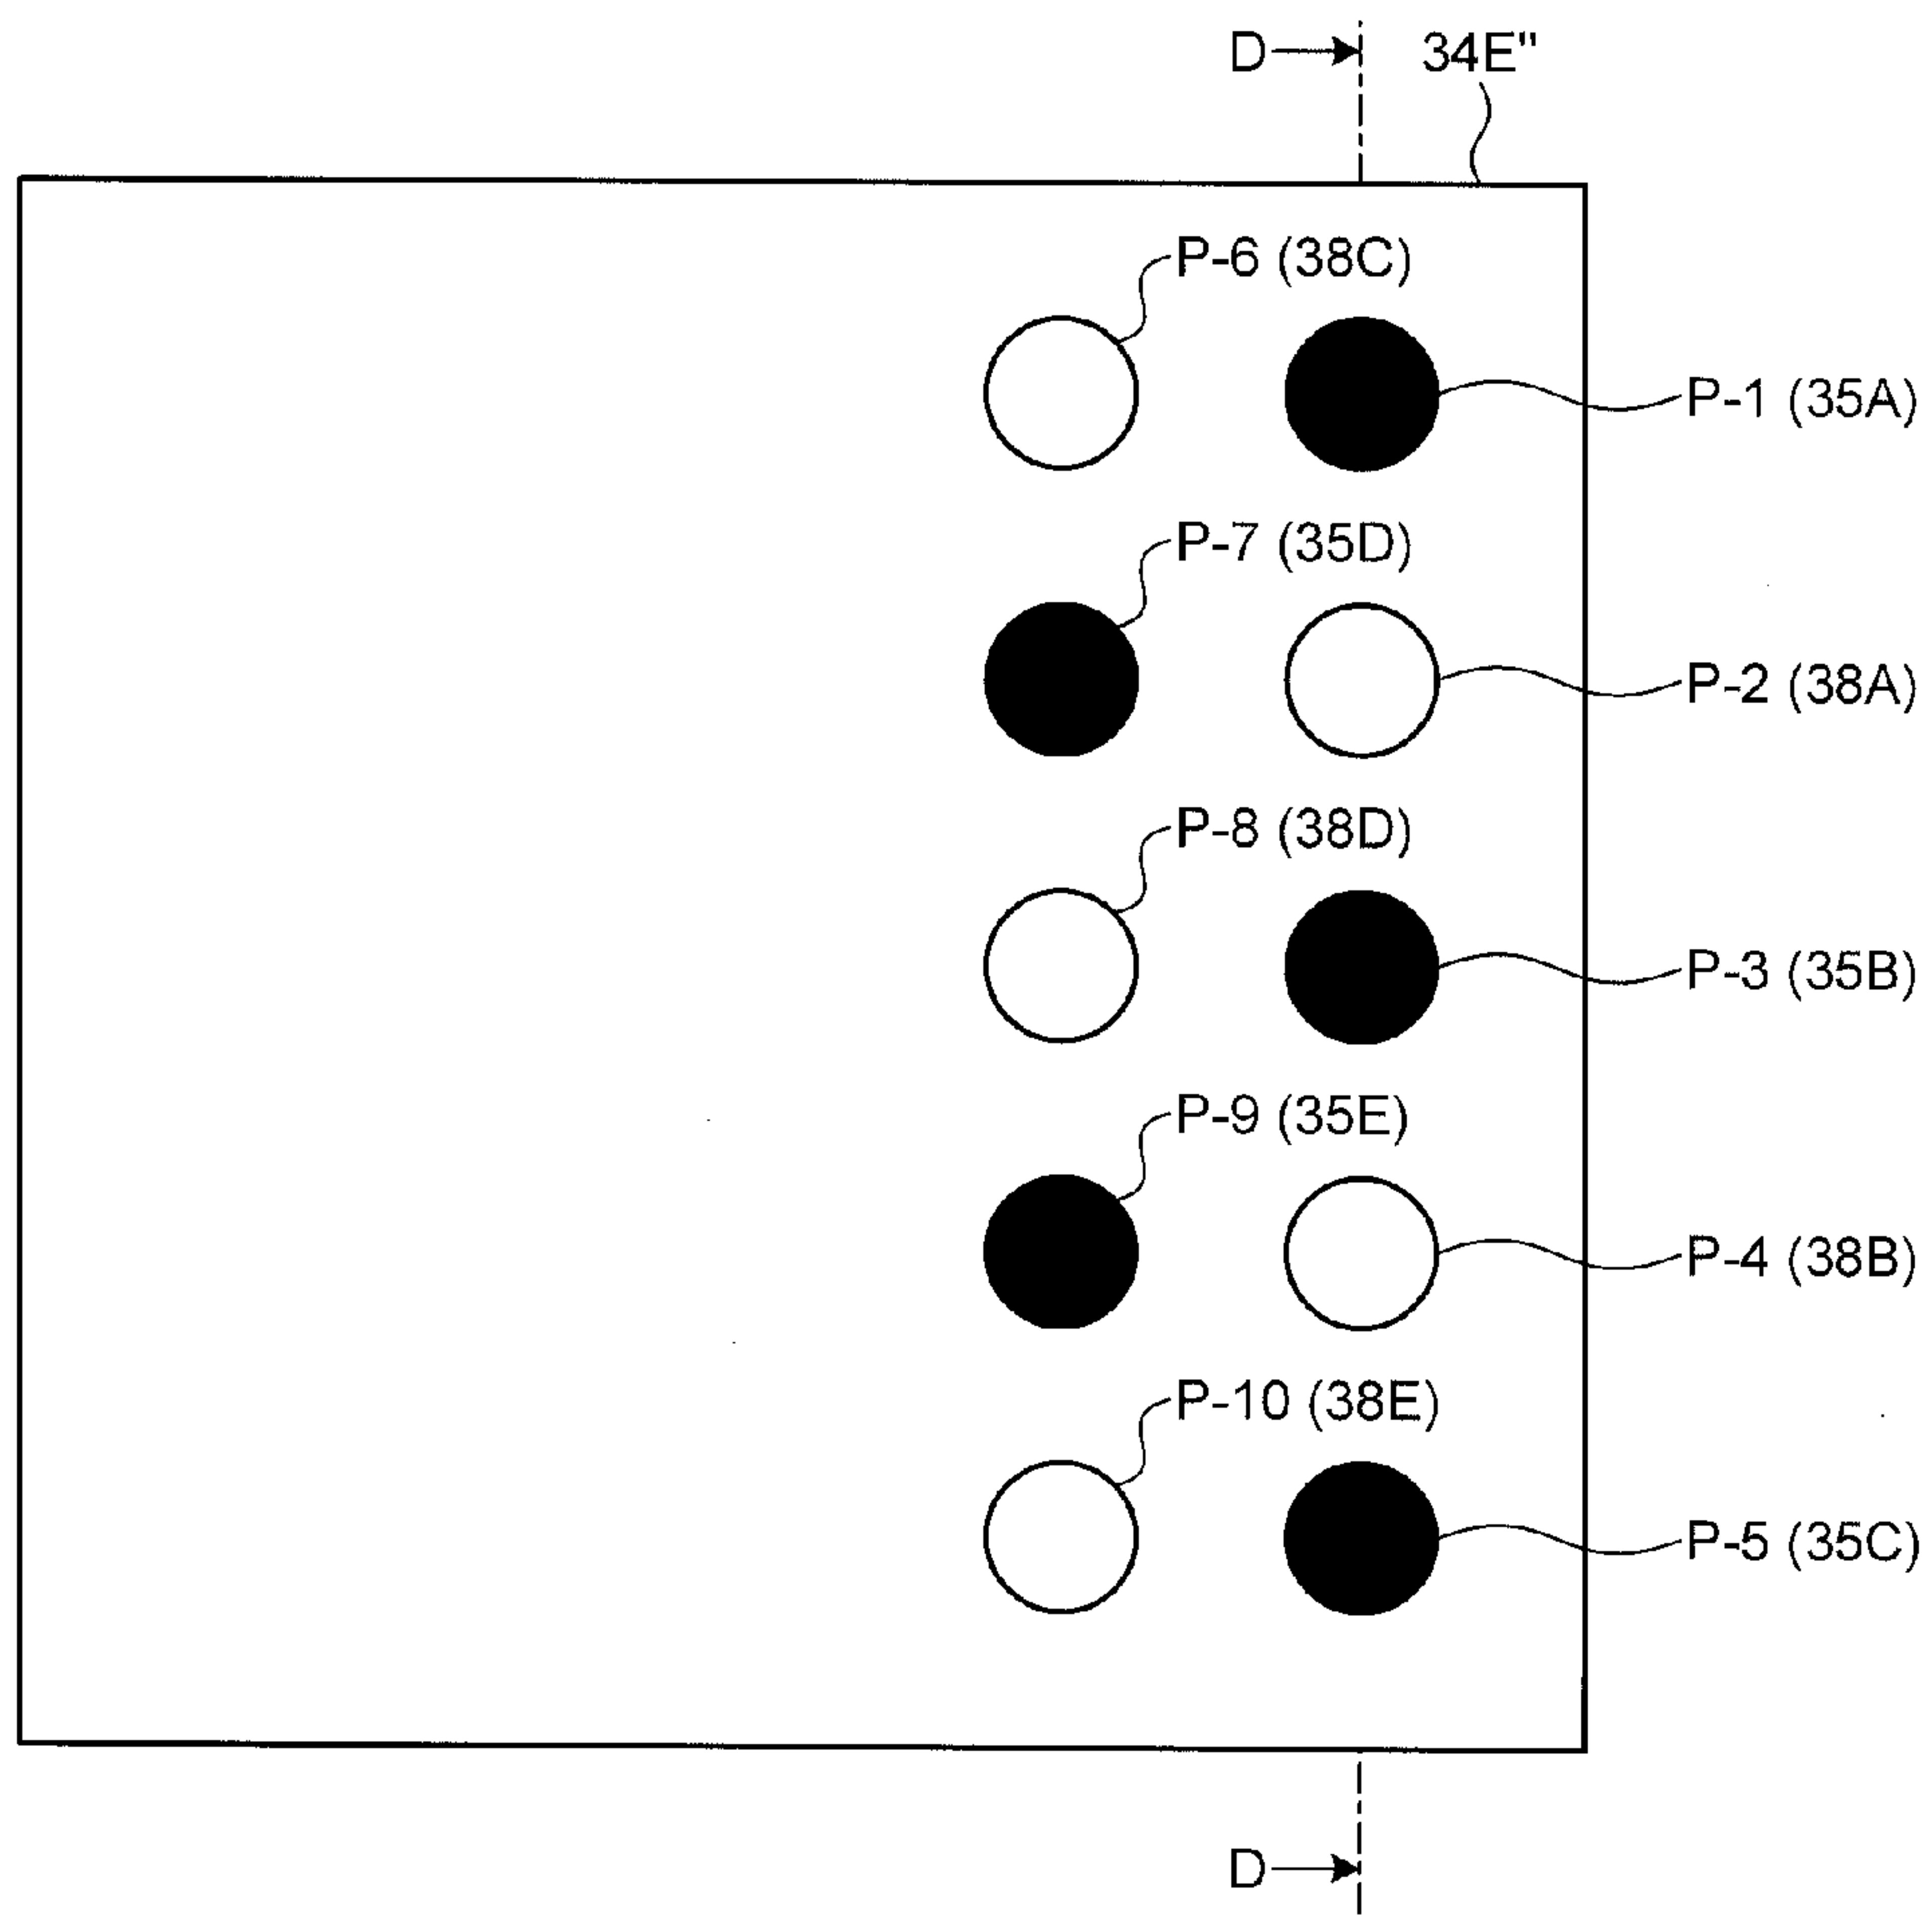 D
34E"
P-6 (38C)
P-1 (35A)
P-7 (35D)
P-2 (38A)
P-8 (38D)
P-3 (35B)
P-9 (35E)
P-4 (38B)
P-10 (38E)
P-5 (35C)
D